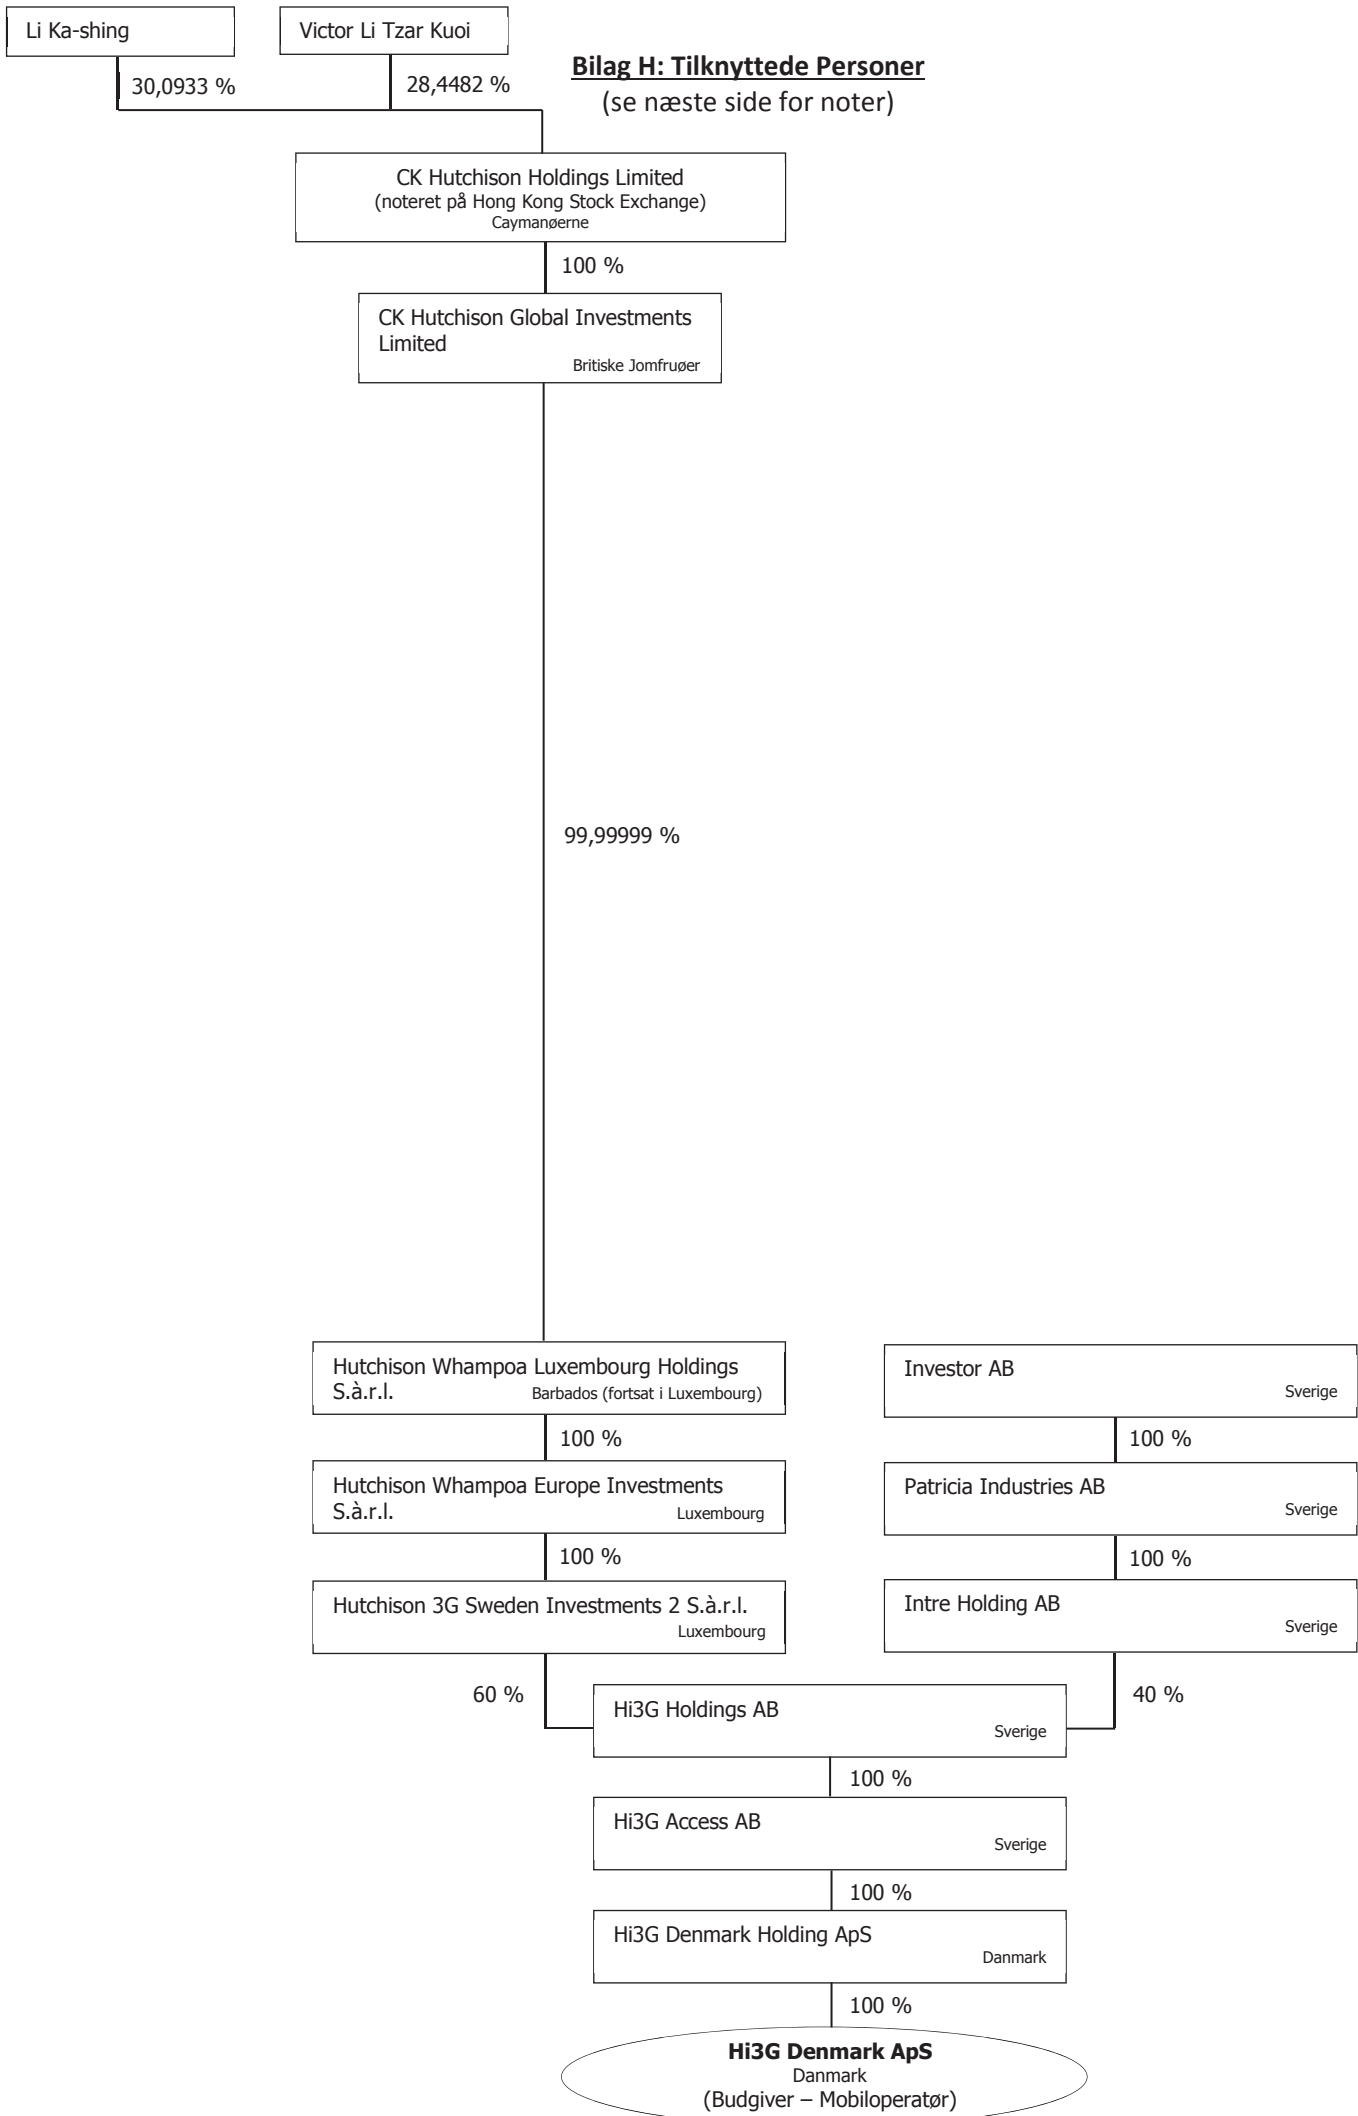 Li Ka-shing
Victor Li Tzar Kuoi
30,0933 %
28,4482 %
Bilag H: Tilknyttede Personer
(se næste side for noter)
CK Hutchison Holdings Limited
(noteret på Hong Kong Stock Exchange)
Caymanøerne
100 %
CK Hutchison Global Investments
Limited
Britiske Jomfruøer
99,99999 %
Hutchison Whampoa Luxembourg Holdings
S.à.r.l. Barbados (fortsat i Luxembourg)
100 %
Hutchison Whampoa Europe Investments
S.à.r.l. Luxembourg
100 %
Hutchison 3G Sweden Investments 2 S.à.r.l.
Luxembourg
60 %
Investor AB
Sverige
100 %
Patricia Industries AB
Sverige
100 %
Intre Holding AB
Sverige
40 %
Hi3G Holdings AB
Sverige
100 %
Hi3G Access AB
Sverige
100 %
Hi3G Denmark Holding ApS
Danmark
100 %
Hi3G Denmark ApS
Danmark
(Budgiver – Mobiloperatør)